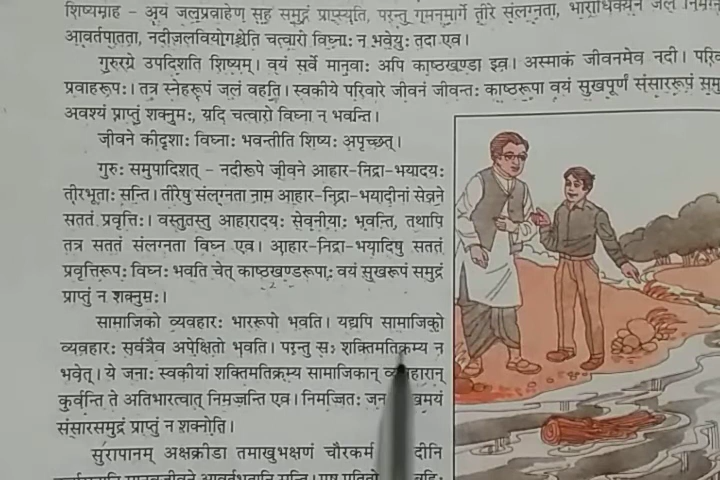 शिष्यमाह - अयं जलप्रवाहेण सह समुद्रं प्राप्स्यति, परन्तु गमनमार्गे तीरे संलग्नता, भाराधिक्येन जले
आवर्तपातता, नदीजलवियोगश्चेति चत्वारो विघ्नाः न भवेयुः तदा एव।
गुरुरग्रे उपदिशति शिष्यम्। वयं सर्वे मानवाः अपि काष्ठखण्डा इव। अस्माकं जीवनमेव नदी।
प्रवाहरूपः। तत्र स्नेहरूपं जलं वहति। स्वकीये परिवारे जीवनं जीवन्तः काष्ठरूपा वयं सुखपूर्णं संसाररूपं
अवश्यं प्राप्तुं शक्नुमः, यदि चत्वारो विघ्ना न भवन्ति।
जीवने कीदृशाः विघ्नाः भवन्तीति शिष्यः अपृच्छत्।
गुरुः समुपादिशत् - नदीरूपे जीवने आहार-निद्रा-भयादयः
तीरभूताः सन्ति। तीरेषु संलग्नता नाम आहार-निद्रा-भयादीनां सेवने
सततं प्रवृत्तिः। वस्तुतस्तु आहारादयः सेवनीयाः भवन्ति, तथापि
तत्र सततं संलग्नता विघ्न एव। आहार-निद्रा-भयादिषु सततं
प्रवृत्तिरूपः विघ्नः भवति चेत् काष्ठखण्डरूपाः वयं सुखरूपं समुद्रं
प्राप्तुं न शक्नुमः।
सामाजिको व्यवहारः भाररूपो भवति। यद्यपि सामाजिको
व्यवहारः सर्वत्रैव अपेक्षितो भवति। परन्तु सः शक्तिमतिक्रम्य न
भवेत्। ये जनाः स्वकीयां शक्तिमतिक्रम्य सामाजिकान्
कुर्वन्ति ते अतिभारत्वात् निमज्जन्ति एव। निमज्जितः
संसारसमुद्रं प्राप्तुं न शक्नोति।
सुरापानम् अक्षक्रीडा तमाखुभक्षणं चौरकर्म